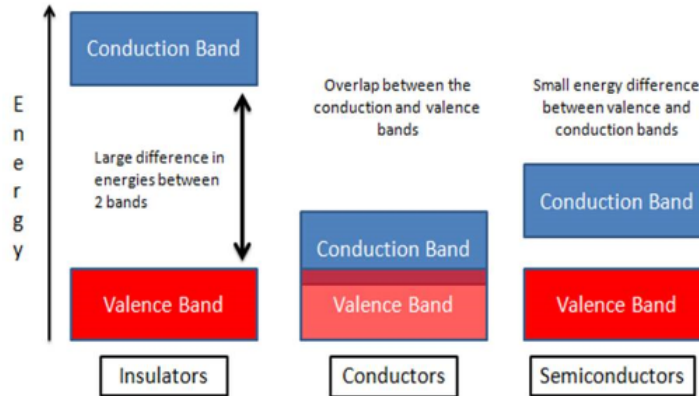 Energy
Conduction Band
Large difference in
energies between
2 bands
Valence Band
Insulators
Overlap between the
conduction and valence
bands
Conduction Band
Valence Band
Conductors
Small energy difference
between valence and
conduction bands
Conduction Band
Valence Band
Semiconductors